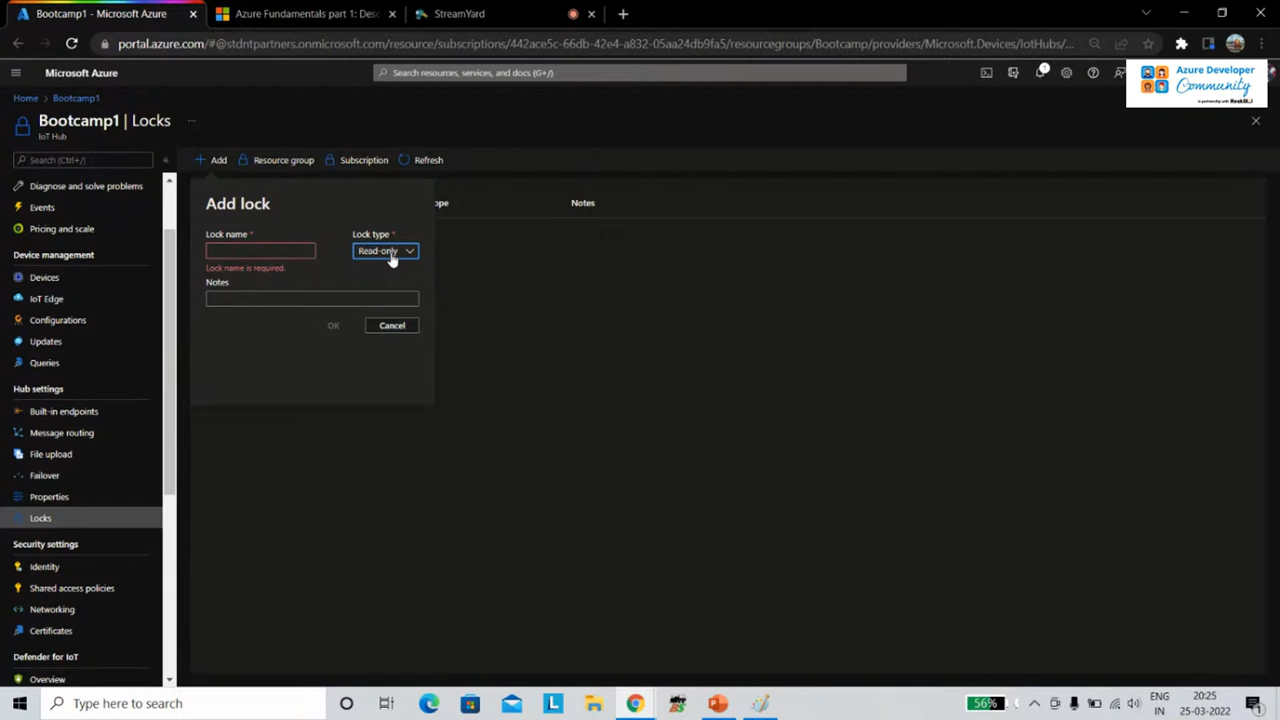 Bootcamp1 - Microsoft Azure
Azure Fundamentals part 1: Desc
StreamYard
portal.azure.com/#@stdntpartners.onmicrosoft.com/resource/subscriptions/442aec5c-66db-42e4-a832-05aa24db9fa5/resourcegroups/Bootcamp/providers/Microsoft.Devices/IotHubs/...
Microsoft Azure
Search resources, services, and docs (G+/)
1
Azure Developer
Community
Home > Bootcamp1
Bootcamp1 | Locks ...
IoT Hub
Search (Ctrl+/)
Add
Resource group
Subscription
Refresh
Diagnose and solve problems
Events
Pricing and scale
Device management
Devices
IoT Edge
Configurations
Updates
Queries
Hub settings
Built-in endpoints
Message routing
File upload
Failover
Properties
Locks
Security settings
Identity
Shared access policies
Networking
Certificates
Defender for IoT
Overview
Add lock
ope
Notes
Lock name *
Lock type *
Read-only
Lock name is required.
Notes
OK
Cancel
Type here to search
56%
ENG
IN
20:25
25-03-2022
1